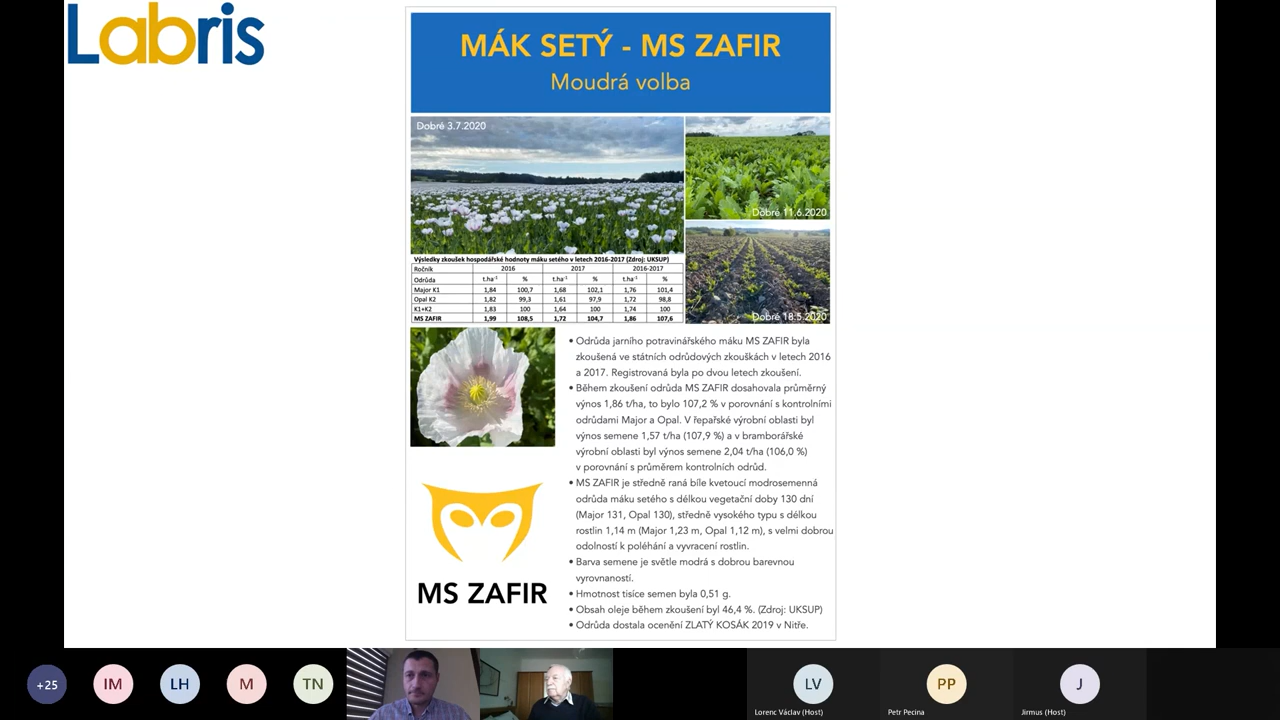 Labris
MÁK SETÝ - MS ZAFIR
Moudrá volba
Dobré 3.7.2020
Dobré 11.6.2020
Dobré 18.5.2020
Výsledky zkoušek hospodářské hodnoty máku setého v letech 2016-2017 (Zdroj: UKSUP)
Ročník 2016 2017 2016-2017
Odrůda t.ha-1 % t.ha-1 % t.ha-1 %
Major K1 1,84 100,7 1,68 102,1 1,76 101,4
Opal K2 1,82 99,3 1,61 97,9 1,72 98,8
K1+K2 1,83 100 1,64 100 1,74 100
MS ZAFIR 1,99 108,5 1,72 104,7 1,86 107,6
• Odrůda jarního potravinářského máku MS ZAFIR byla
zkoušená ve státních odrůdových zkouškách v letech 2016
a 2017. Registrovaná byla po dvou letech zkoušení.
• Během zkoušení odrůda MS ZAFIR dosahovala průměrný
výnos 1,86 t/ha, to bylo 107,2 % v porovnání s kontrolními
odrůdami Major a Opal. V řepařské výrobní oblasti byl
výnos semene 1,57 t/ha (107,9 %) a v bramborářské
výrobní oblasti byl výnos semene 2,04 t/ha (106,0 %)
v porovnání s průměrem kontrolních odrůd.
• MS ZAFIR je středně raná bíle kvetoucí modrosemenná
odrůda máku setého s délkou vegetační doby 130 dní
(Major 131, Opal 130), středně vysokého typu s délkou
rostlin 1,14 m (Major 1,23 m, Opal 1,12 m), s velmi dobrou
odolností k poléhání a vyvracení rostlin.
• Barva semene je světle modrá s dobrou barevnou
vyrovnaností.
• Hmotnost tisíce semen byla 0,51 g.
• Obsah oleje během zkoušení byl 46,4 %. (Zdroj: UKSUP)
• Odrůda dostala ocenění ZLATÝ KOSÁK 2019 v Nitře.
MS ZAFIR
+25
IM
LH
M
TN
LV
PP
J
Lorenc Václav (Host)
Petr Pecina
Jirmus (Host)